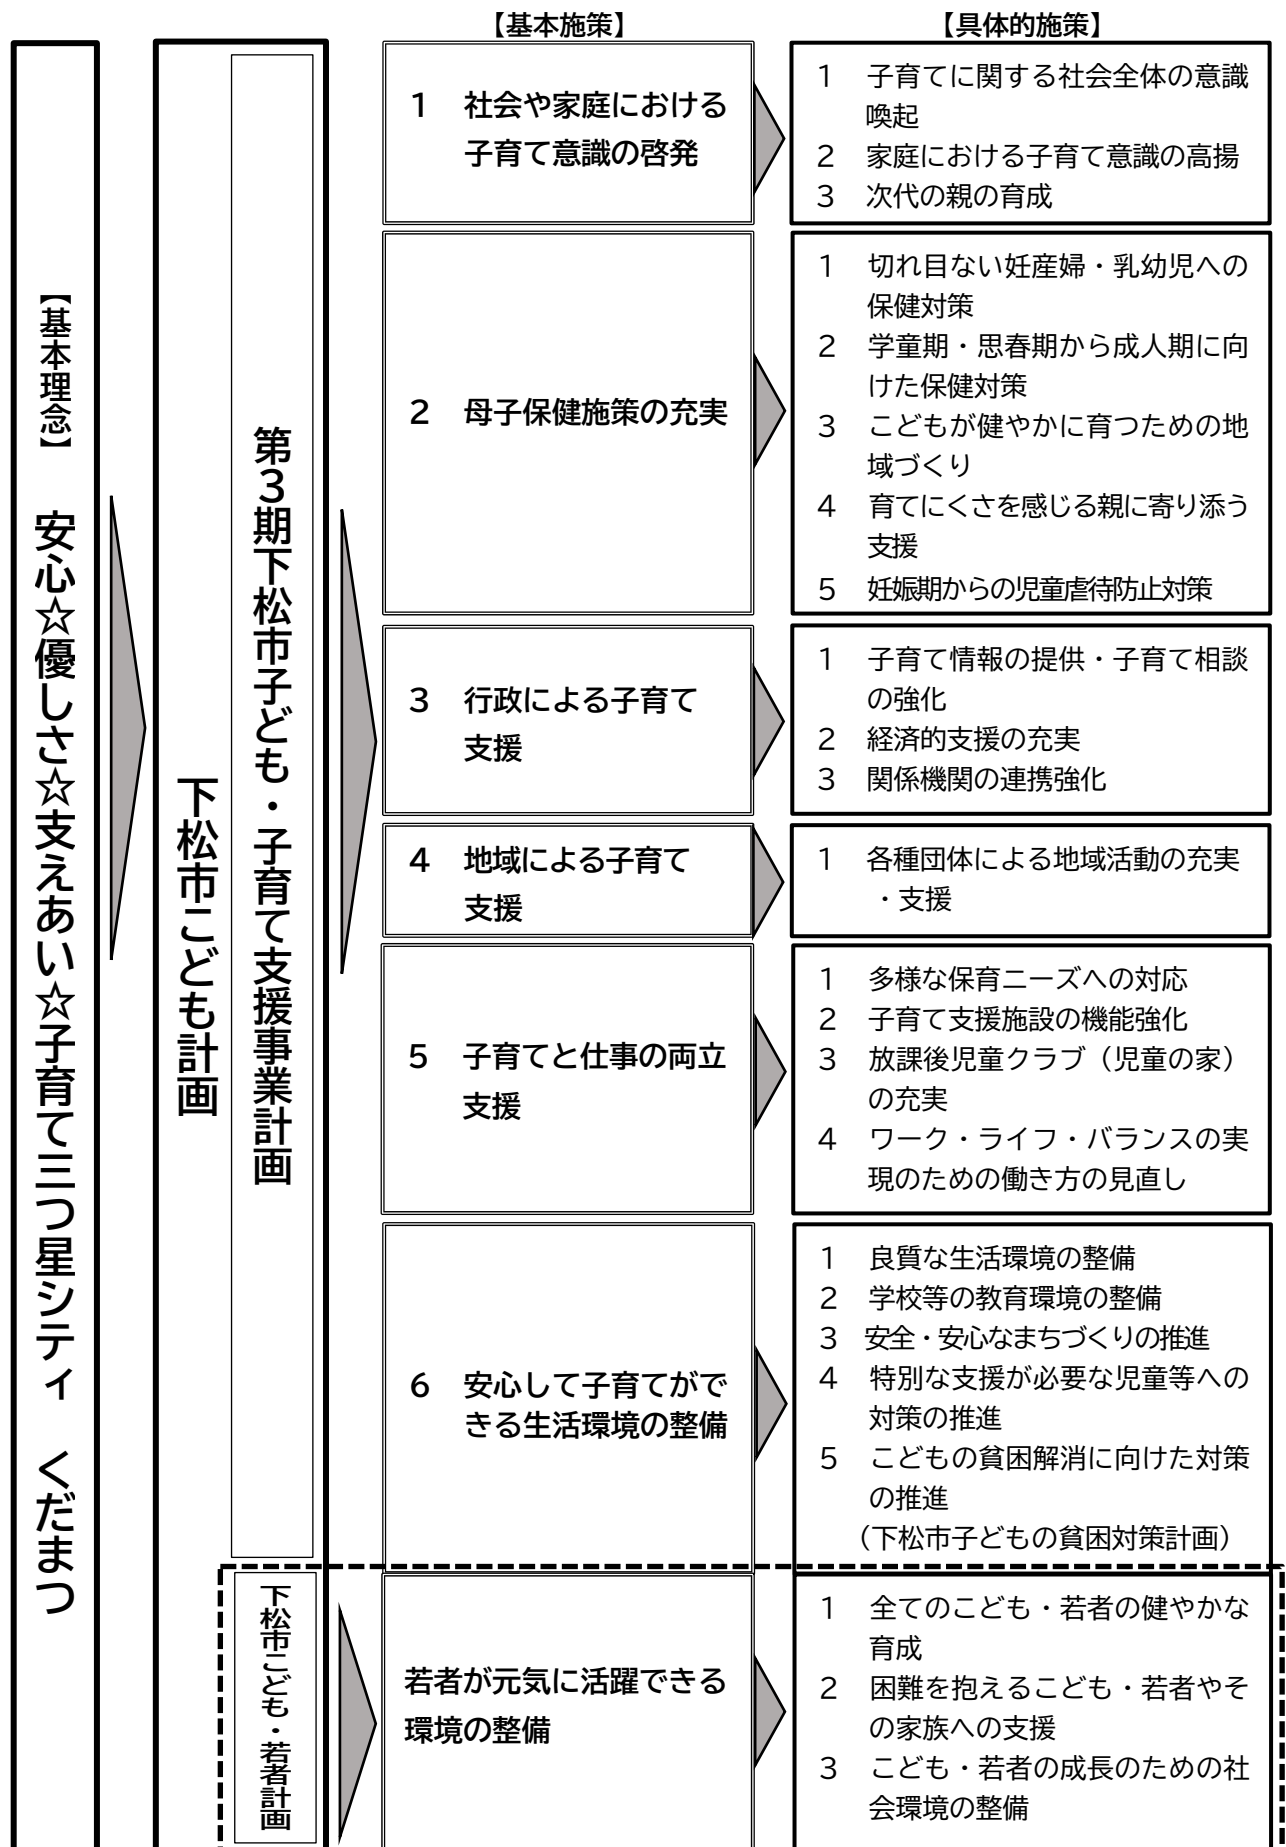 【基本理念】　安心☆優しさ☆支えあい☆子育て三つ星シティ　くだまつ
下松市こども計画
第３期下松市子ども・子育て支援事業計画
下松市こども・若者計画
【基本施策】
【具体的施策】
１　社会や家庭における
子育て意識の啓発
１　子育てに関する社会全体の意識
喚起
２　家庭における子育て意識の高揚
３　次代の親の育成
２　母子保健施策の充実
１　切れ目ない妊産婦・乳幼児への
保健対策
２　学童期・思春期から成人期に向
けた保健対策
３　こどもが健やかに育つための地
域づくり
４　育てにくさを感じる親に寄り添う
支援
５　妊娠期からの児童虐待防止対策
３　行政による子育て
支援
１　子育て情報の提供・子育て相談
の強化
２　経済的支援の充実
３　関係機関の連携強化
４　地域による子育て
支援
１　各種団体による地域活動の充実
・支援
５　子育てと仕事の両立
支援
１　多様な保育ニーズへの対応
２　子育て支援施設の機能強化
３　放課後児童クラブ（児童の家）
の充実
４　ワーク・ライフ・バランスの実
現のための働き方の見直し
６　安心して子育てがで
きる生活環境の整備
１　良質な生活環境の整備
２　学校等の教育環境の整備
３　安全・安心なまちづくりの推進
４　特別な支援が必要な児童等への
対策の推進
５　こどもの貧困解消に向けた対策
の推進
（下松市子どもの貧困対策計画）
若者が元気に活躍できる
環境の整備
１　全てのこども・若者の健やかな
育成
２　困難を抱えるこども・若者やそ
の家族への支援
３　こども・若者の成長のための社
会環境の整備